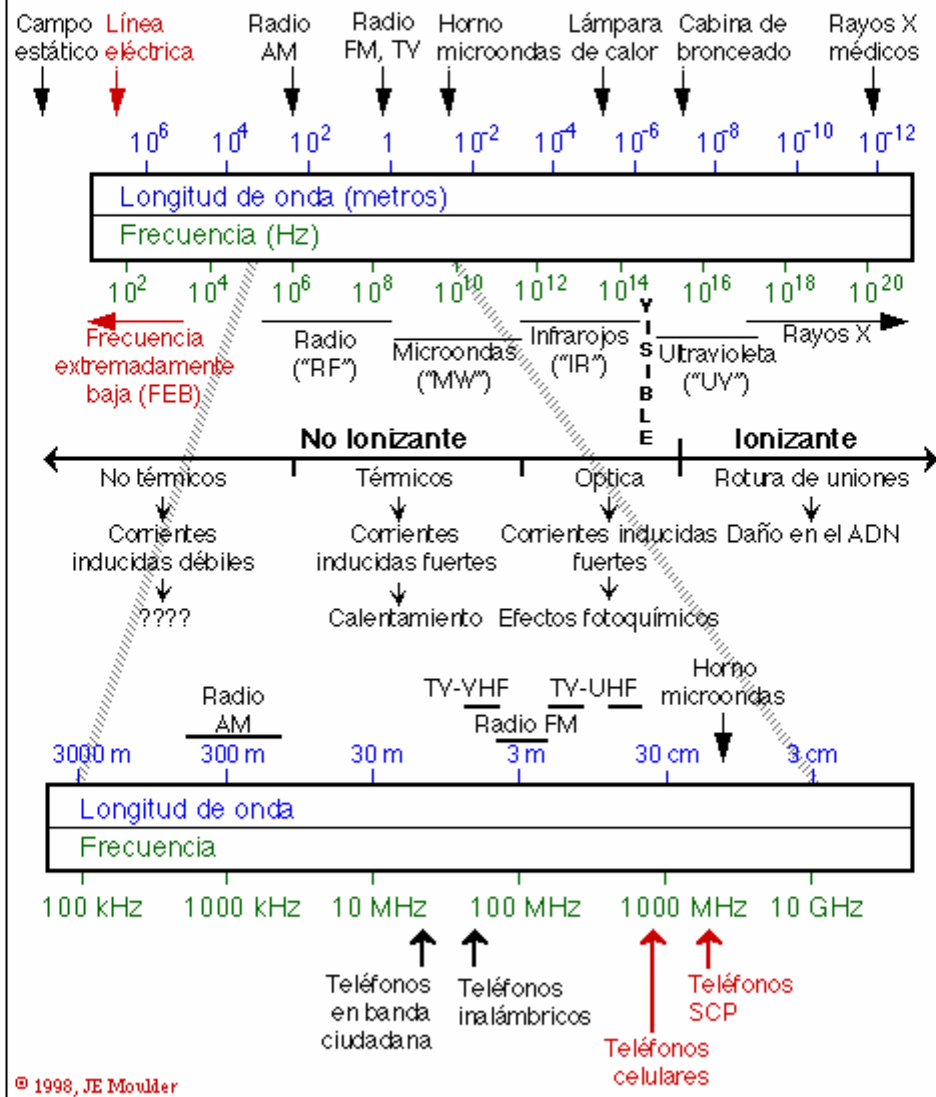 Campo estático
Línea eléctrica
Radio AM
Radio FM, TV
Horno microondas
Lámpara de calor
Cabina de bronceado
Rayos X médicos
10^6 10^4 10^2 1 10^-2 10^-4 10^-6 10^-8 10^-10 10^-12
Longitud de onda (metros)
Frecuencia (Hz)
10^2 10^4 10^6 10^8 10^10 10^12 10^14 10^16 10^18 10^20
Frecuencia
extremadamente
baja (FEB)
Radio
("RF")
Microondas
("MW")
Infrarojos
("IR")
VISIBLE
Ultravioleta
("UV")
Rayos X
No Ionizante
Ionizante
No térmicos
Corrientes
inducidas débiles
????
Térmicos
Corrientes
inducidas fuertes
Calentamiento
Optica
Corrientes inducidas
fuertes
Efectos fotoquímicos
Rotura de uniones
Daño en el ADN
Radio
AM
TV-VHF
Radio FM
TV-UHF
Horno
microondas
3000 m 300 m 30 m 3 m 30 cm 3 cm
Longitud de onda
Frecuencia
100 kHz 1000 kHz 10 MHz 100 MHz 1000 MHz 10 GHz
Teléfonos
en banda
ciudadana
Teléfonos
inalámbricos
Teléfonos
celulares
Teléfonos
SCP
© 1998, JE Moulder